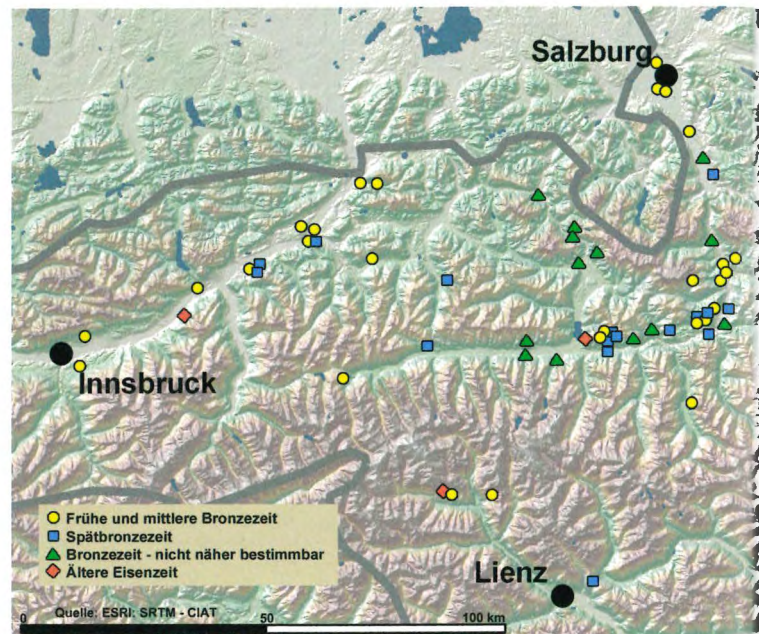 Salzburg
Innsbruck
Frühe und mittlere Bronzezeit
Spätbronzezeit
Bronzezeit - nicht näher bestimmbar
Ältere Eisenzeit
Lienz
Quelle: ESRI: SRTM - CIAT
0 50 100 km